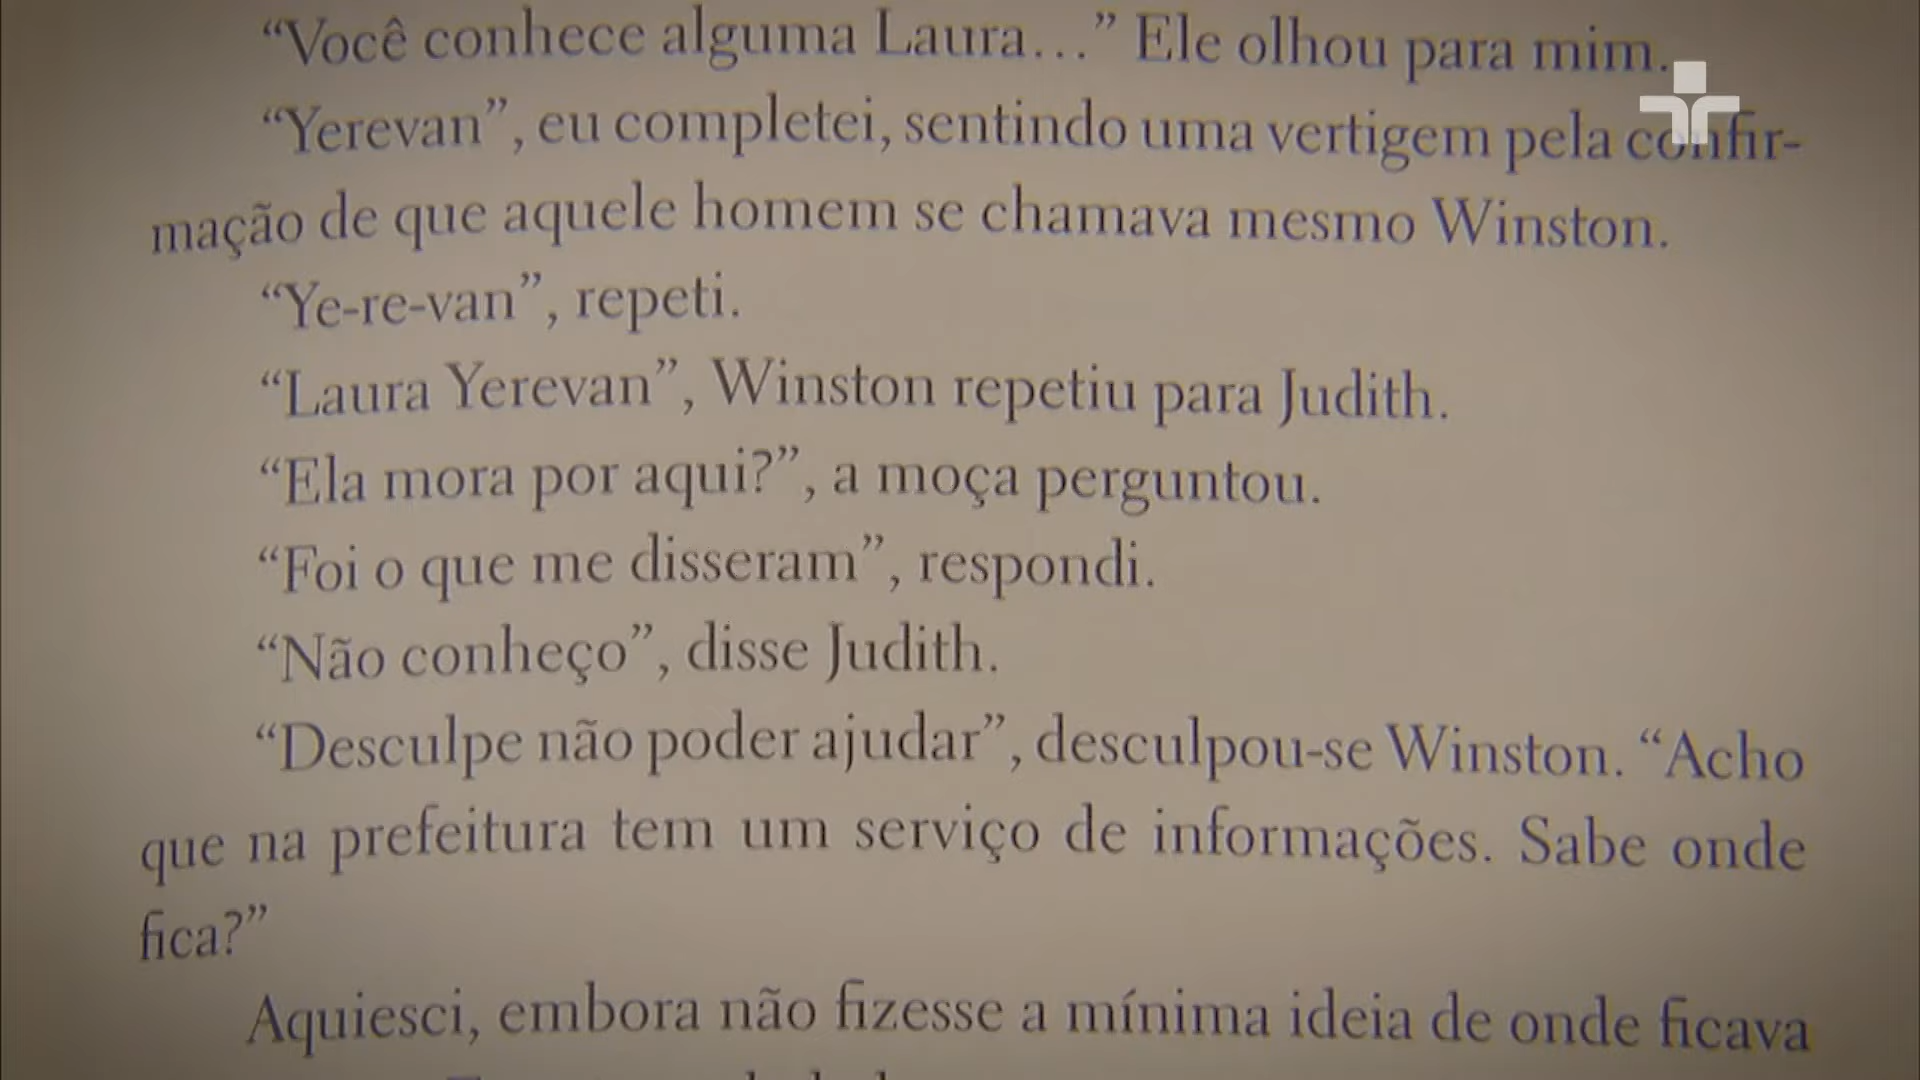 “Você conhece alguma Laura...” Ele olhou para mim.
“Yerevan”, eu completei, sentindo uma vertigem pela confir-
mação de que aquele homem se chamava mesmo Winston.
“Ye-re-van”, repeti.
“Laura Yerevan”, Winston repetiu para Judith.
“Ela mora por aqui?”, a moça perguntou.
“Foi o que me disseram”, respondi.
“Não conheço”, disse Judith.
“Desculpe não poder ajudar”, desculpou-se Winston. “Acho
que na prefeitura tem um serviço de informações. Sabe onde
fica?”
Aquiesci, embora não fizesse a mínima ideia de onde ficava